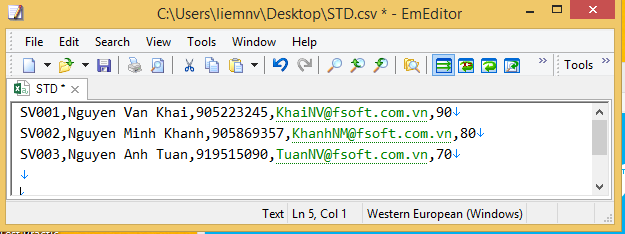 C:\Users\liemnv\Desktop\STD.csv * - EmEditor
File Edit Search View Tools Window Help
Tools
STD *
SV001,Nguyen Van Khai,905223245,KhaiNV@fsoft.com.vn,90
SV002,Nguyen Minh Khanh,905869357,KhanhNM@fsoft.com.vn,80
SV003,Nguyen Anh Tuan,919515090,TuanNV@fsoft.com.vn,70
Text Ln 5, Col 1 Western European (Windows)